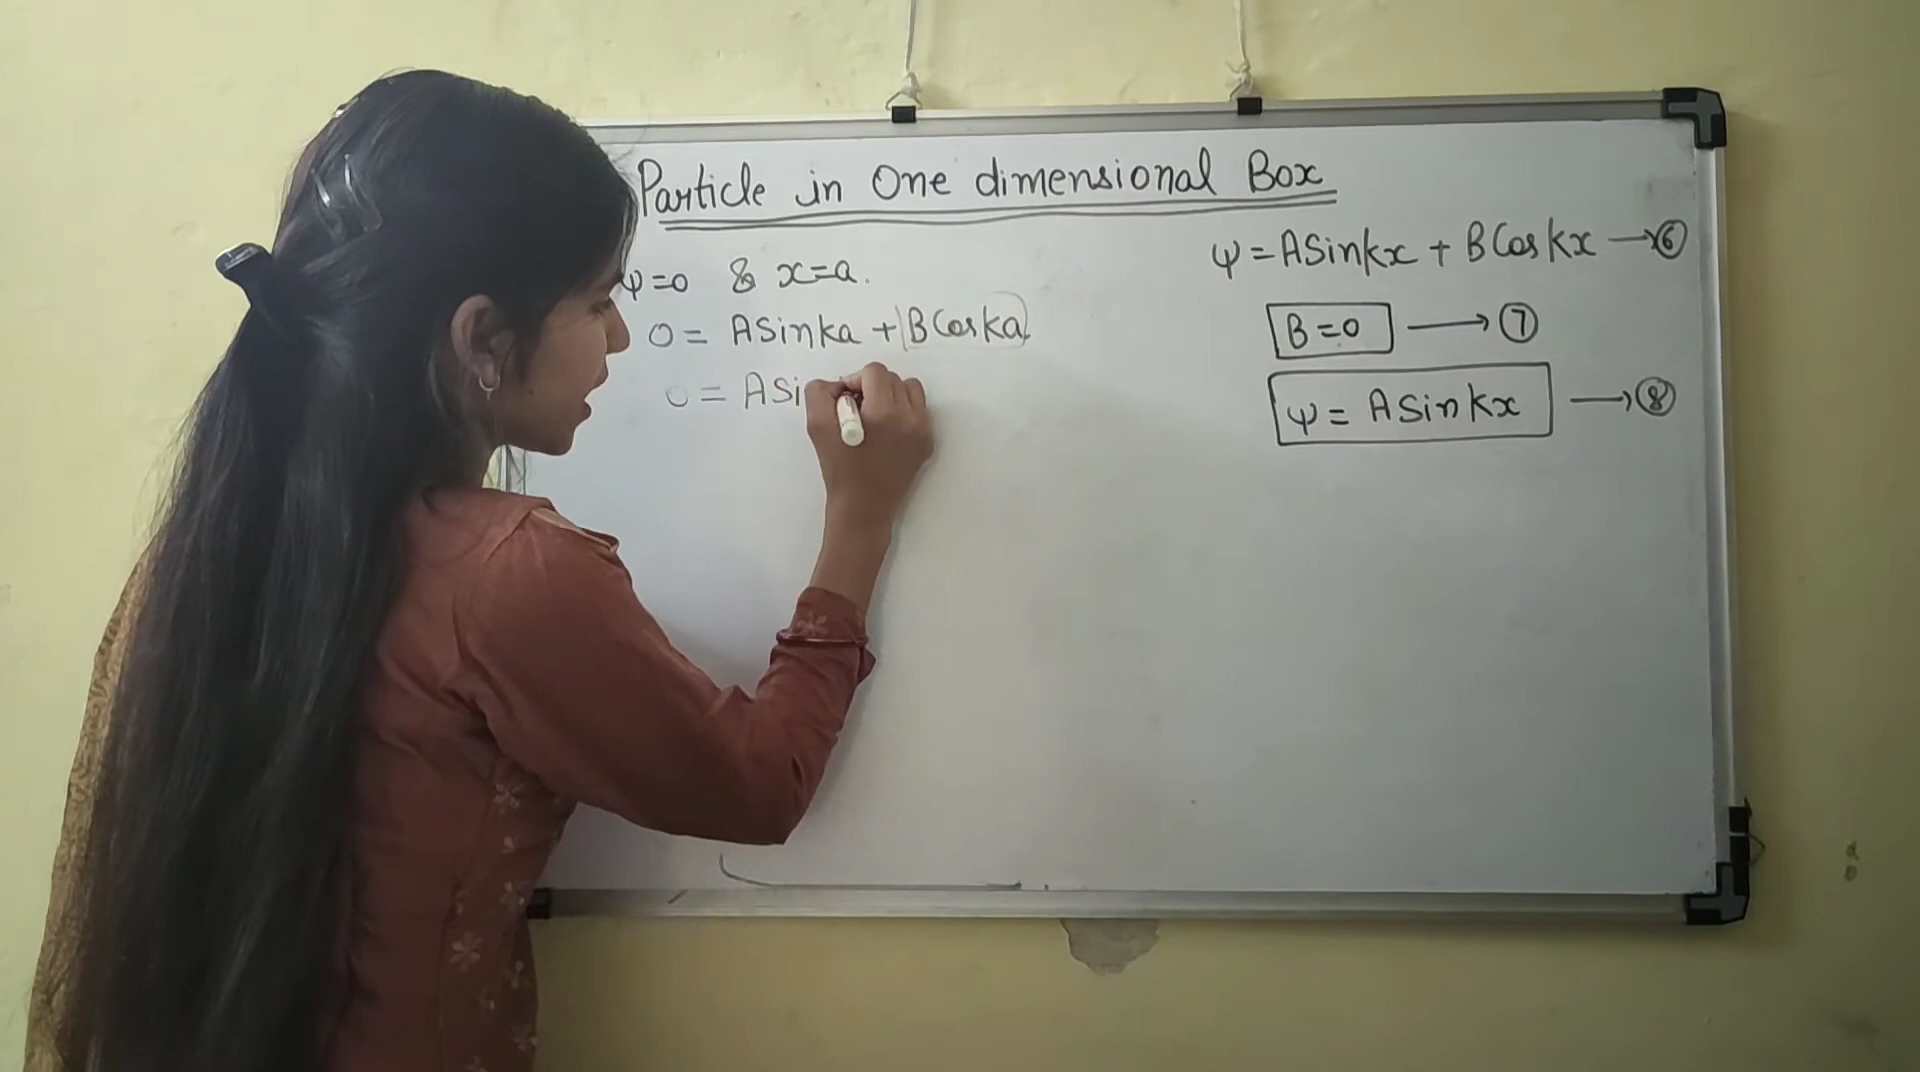 Particle in One dimensional Box
ψ=0 & x=a.
0 = ASinka + BCoska
0 = ASi
ψ = ASinkx + BCoskx → ⑥
B=0 → ⑦
ψ = ASinkx → ⑧